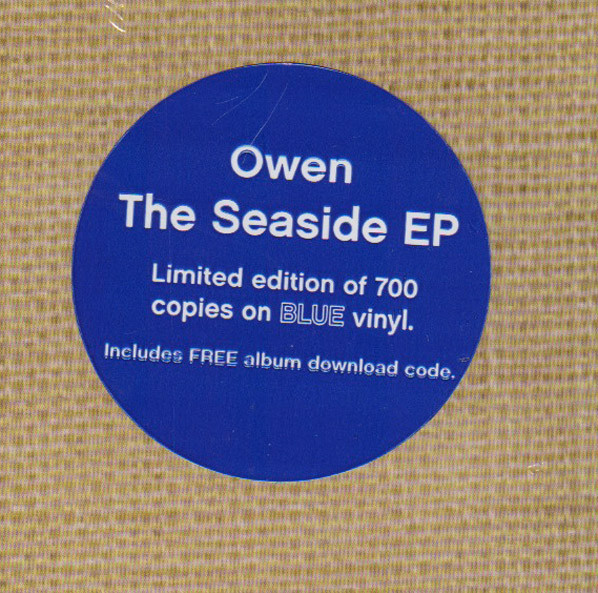 Owen
The Seaside EP
Limited edition of 700
copies on BLUE vinyl.
Includes FREE album download code.